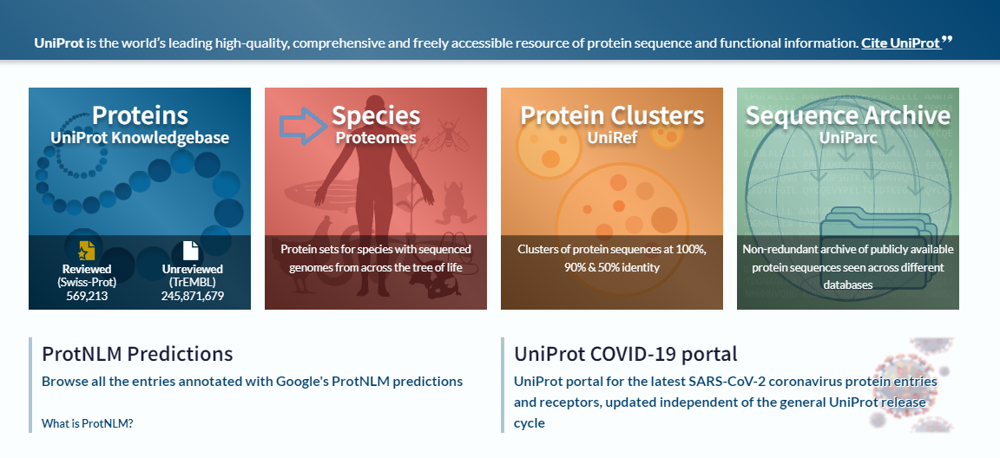 UniProt is the world's leading high-quality, comprehensive and freely accessible resource of protein sequence and functional information. Cite UniProt ”
Proteins
UniProt Knowledgebase
Reviewed
(Swiss-Prot)
569,213
Unreviewed
(TrEMBL)
245,871,679
Species
Proteomes
Protein sets for species with sequenced
genomes from across the tree of life
Protein Clusters
UniRef
Clusters of protein sequences at 100%,
90% & 50% identity
Sequence Archive
UniParc
Non-redundant archive of publicly available
protein sequences seen across different
databases
ProtNLM Predictions
Browse all the entries annotated with Google's ProtNLM predictions
What is ProtNLM?
UniProt COVID-19 portal
UniProt portal for the latest SARS-CoV-2 coronavirus protein entries
and receptors, updated independent of the general UniProt release
cycle